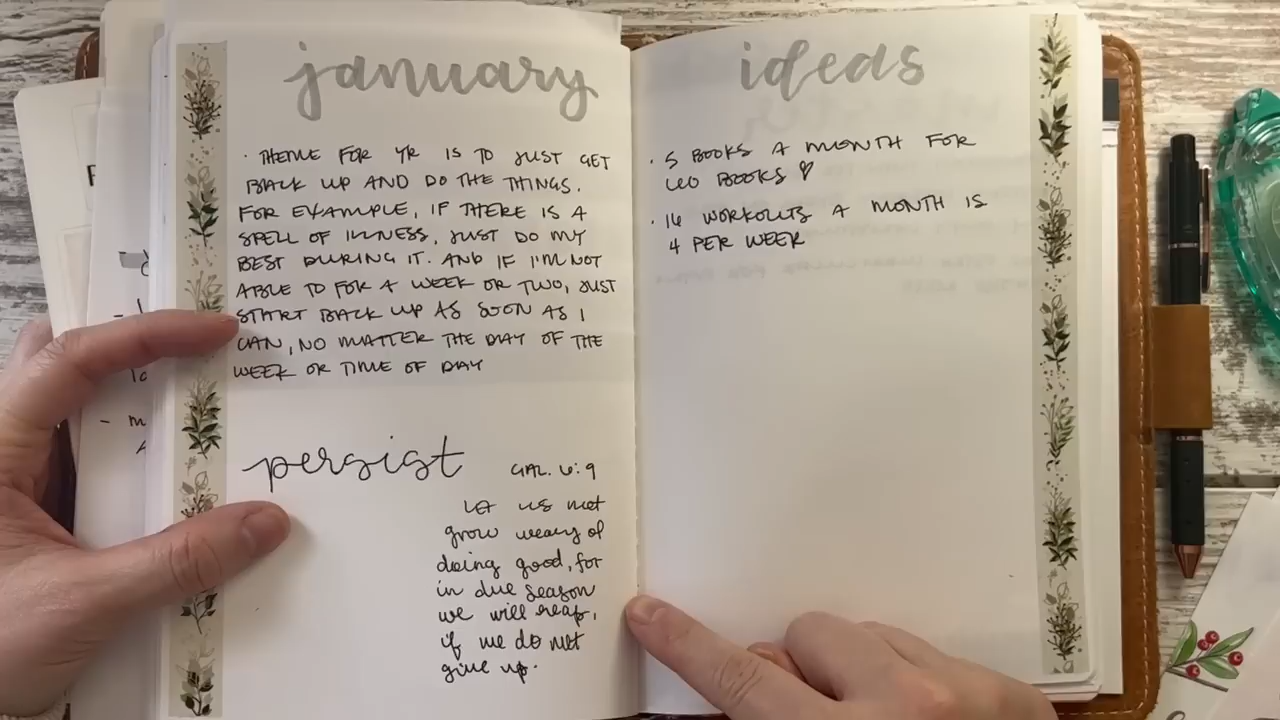 january
· THEME FOR YR IS TO JUST GET
BACK UP AND DO THE THINGS.
FOR EXAMPLE, IF THERE IS A
SPELL OF ILLNESS, JUST DO MY
BEST DURING IT. AND IF I'M NOT
ABLE TO FOR A WEEK OR TWO, JUST
START BACK UP AS SOON AS I
CAN, NO MATTER THE DAY OF THE
WEEK OR TIME OF DAY
persist
GAL. 6:9
Let us not
grow weary of
doing good, for
in due season
we will reap,
if we do not
give up.
ideas
· 5 BOOKS A MONTH FOR
60 BOOKS ♡
· 16 WORKOUTS A MONTH IS
4 PER WEEK